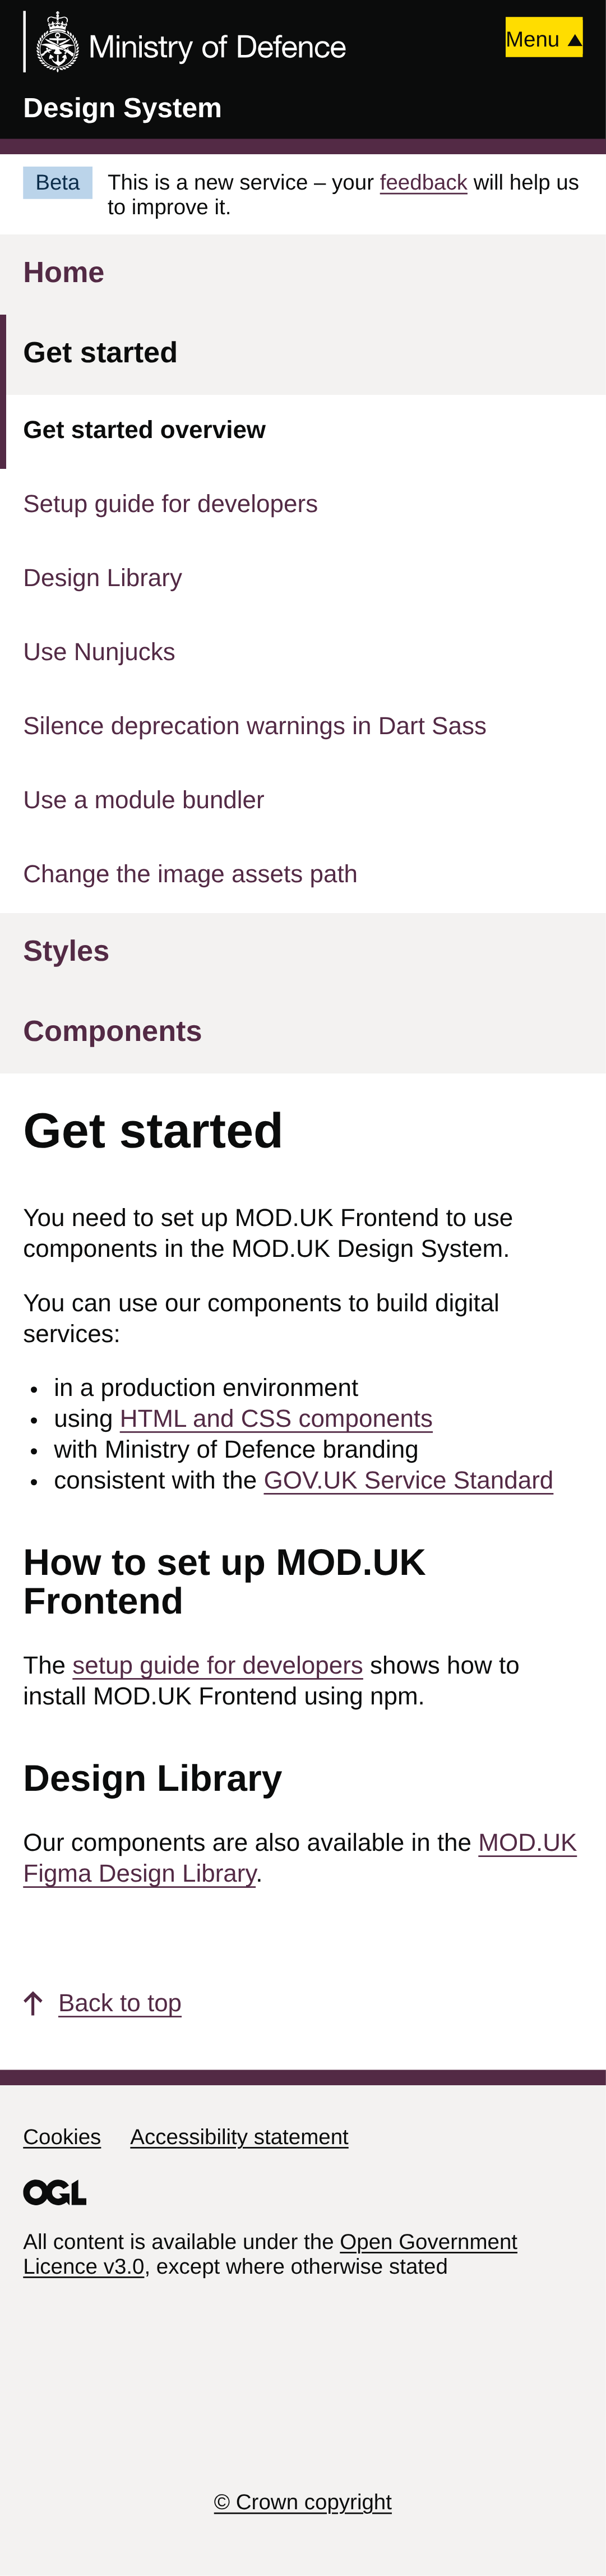 Ministry of Defence
Menu ▲
Design System
Beta
This is a new service – your feedback will help us
to improve it.
Home
Get started
Get started overview
Setup guide for developers
Design Library
Use Nunjucks
Silence deprecation warnings in Dart Sass
Use a module bundler
Change the image assets path
Styles
Components
Get started
You need to set up MOD.UK Frontend to use
components in the MOD.UK Design System.
You can use our components to build digital
services:
• in a production environment
• using HTML and CSS components
• with Ministry of Defence branding
• consistent with the GOV.UK Service Standard
How to set up MOD.UK
Frontend
The setup guide for developers shows how to
install MOD.UK Frontend using npm.
Design Library
Our components are also available in the MOD.UK
Figma Design Library.
↑ Back to top
Cookies Accessibility statement
OGL
All content is available under the Open Government
Licence v3.0, except where otherwise stated
© Crown copyright